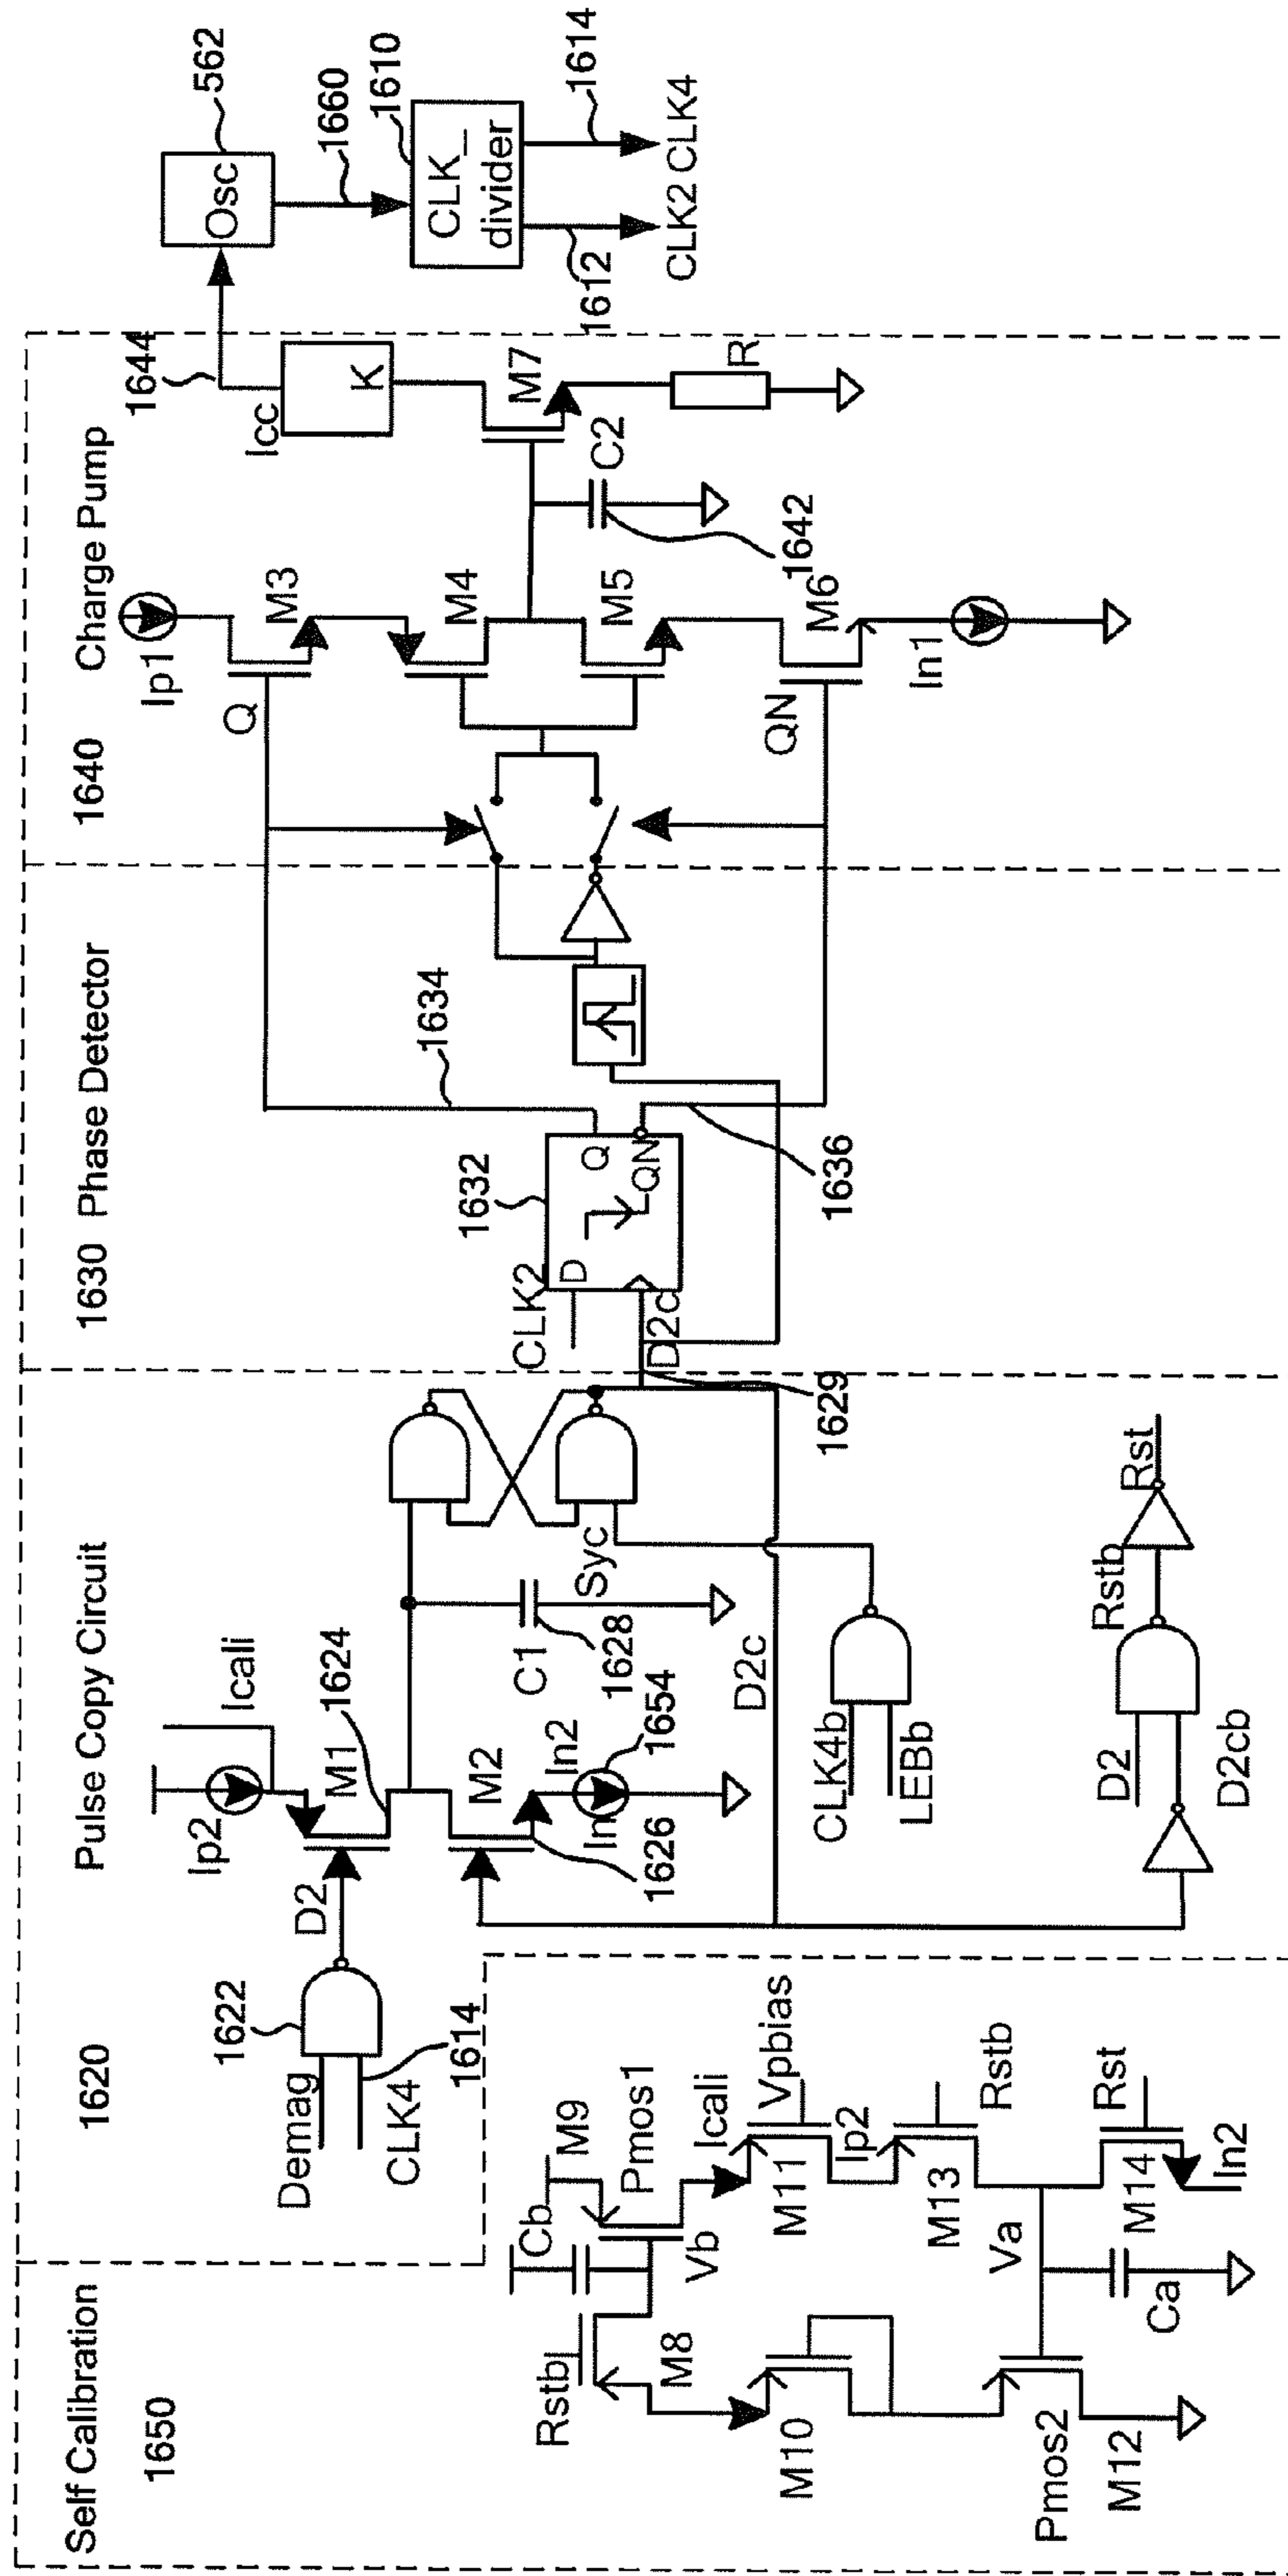 Self Calibration
1650
Rstb
Cb
M9
Pmos1
M8
Vb
Icali
M10
M11
Vpbias
Ip2
M13
Rstb
Va
Pmos2
M12
Ca
M14
Rst
In2
1620
Pulse Copy Circuit
Demag
1622
CLK4
1614
D2
Ip2
Icali
M1
1624
M2
1626
In2
In
1654
C1
1628
Syc
D2c
CLK4b
LEBb
D2
D2cb
Rstb
Rst
1629
1630 Phase Detector
CLK2
D
D2c
1632
Q
QN
1634
1636
1640
Charge Pump
Q
Ip1
M3
M4
M5
QN
M6
In1
C2
1642
M7
R
Icc
K
1644
Osc
562
1660
CLK_
divider
1610
1612
1614
CLK2 CLK4